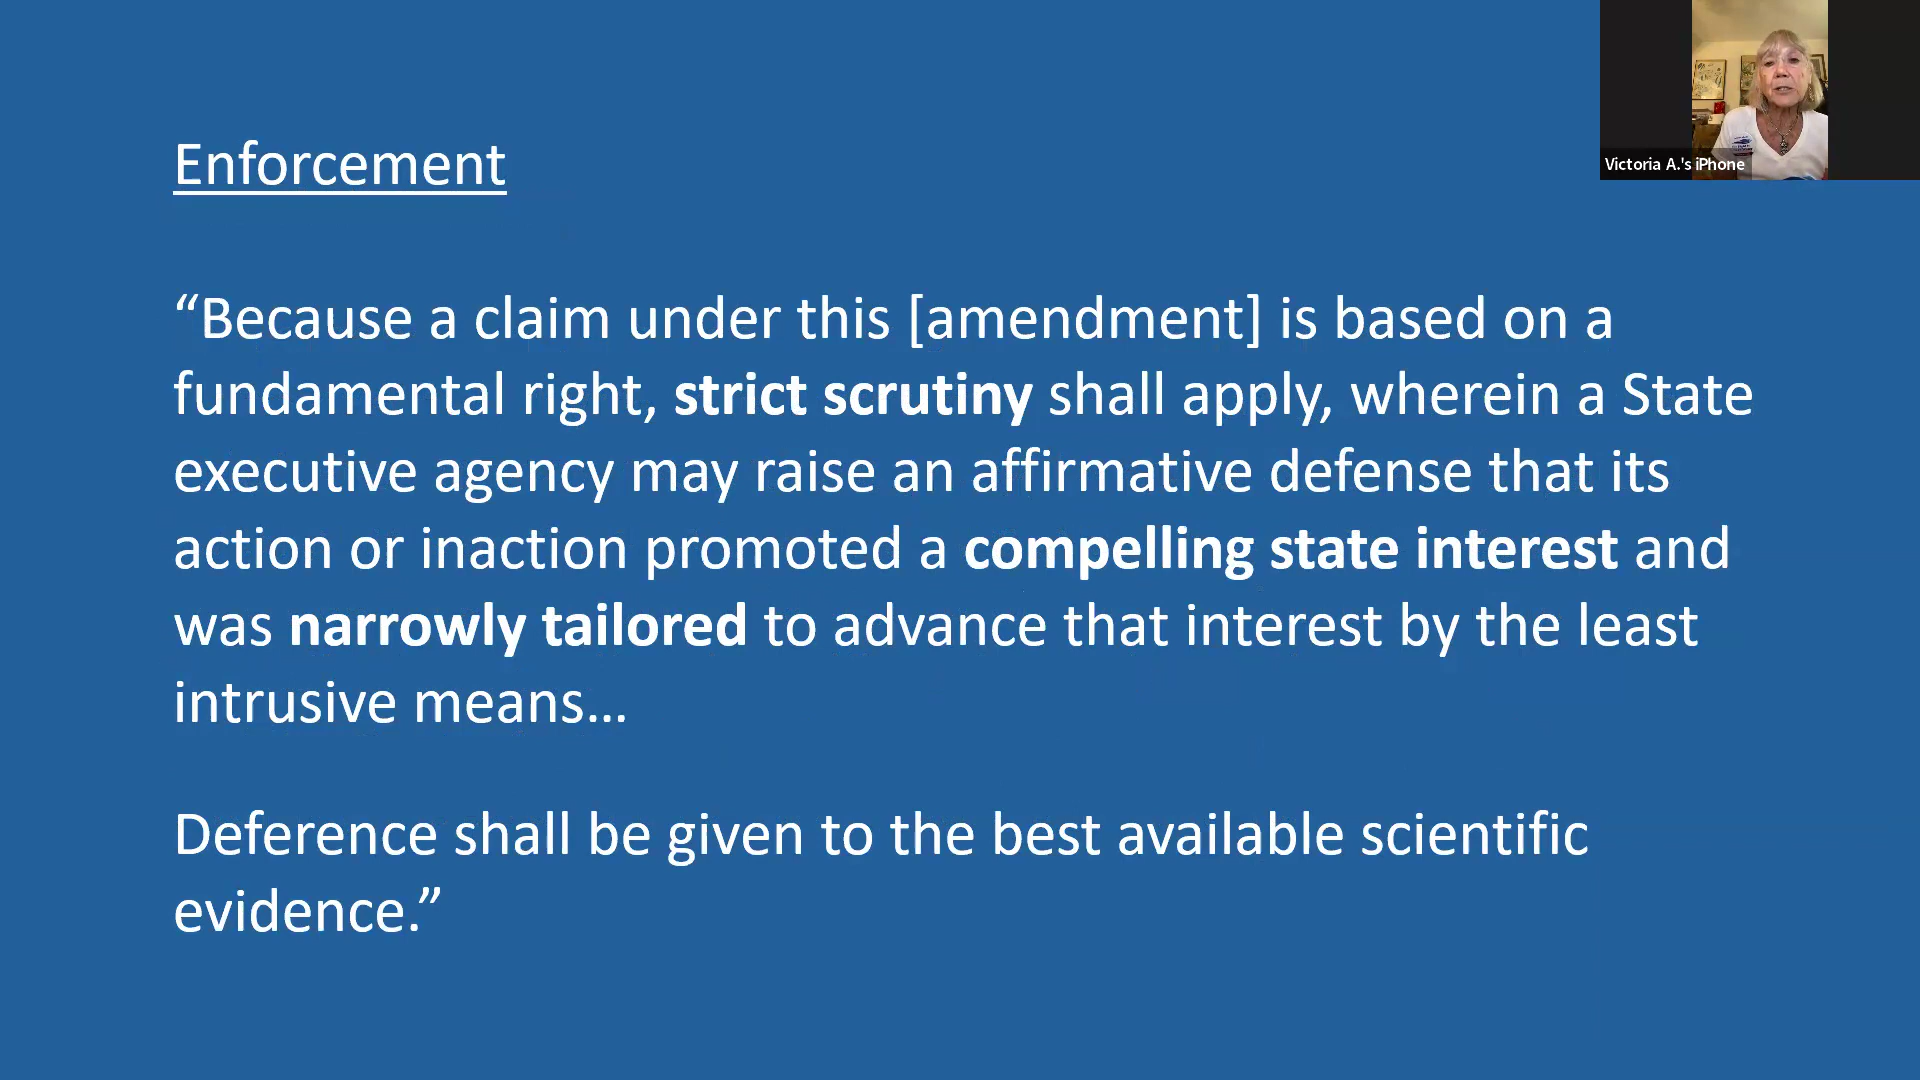 Victoria A.'s iPhone
Enforcement
“Because a claim under this [amendment] is based on a
fundamental right, strict scrutiny shall apply, wherein a State
executive agency may raise an affirmative defense that its
action or inaction promoted a compelling state interest and
was narrowly tailored to advance that interest by the least
intrusive means…
Deference shall be given to the best available scientific
evidence.”